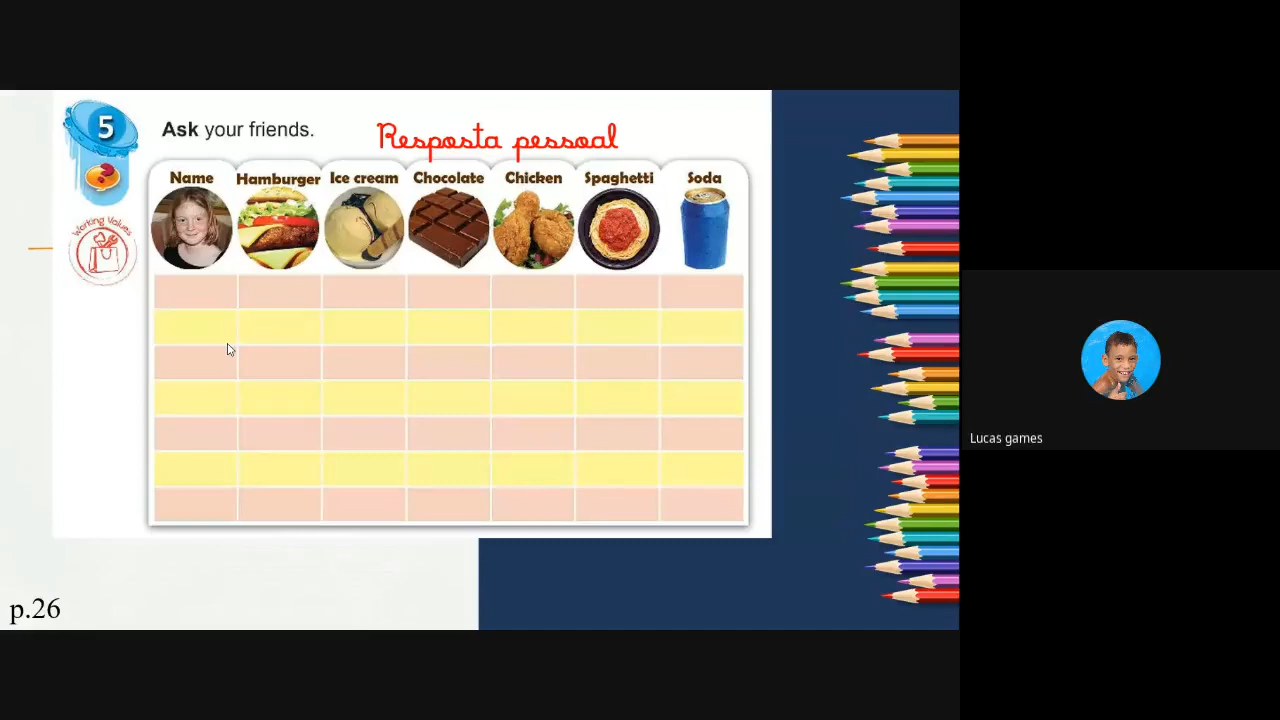 5
Ask your friends.
Resposta pessoal
Working Values
Name Hamburger Ice cream Chocolate Chicken Spaghetti Soda
Lucas games
p.26